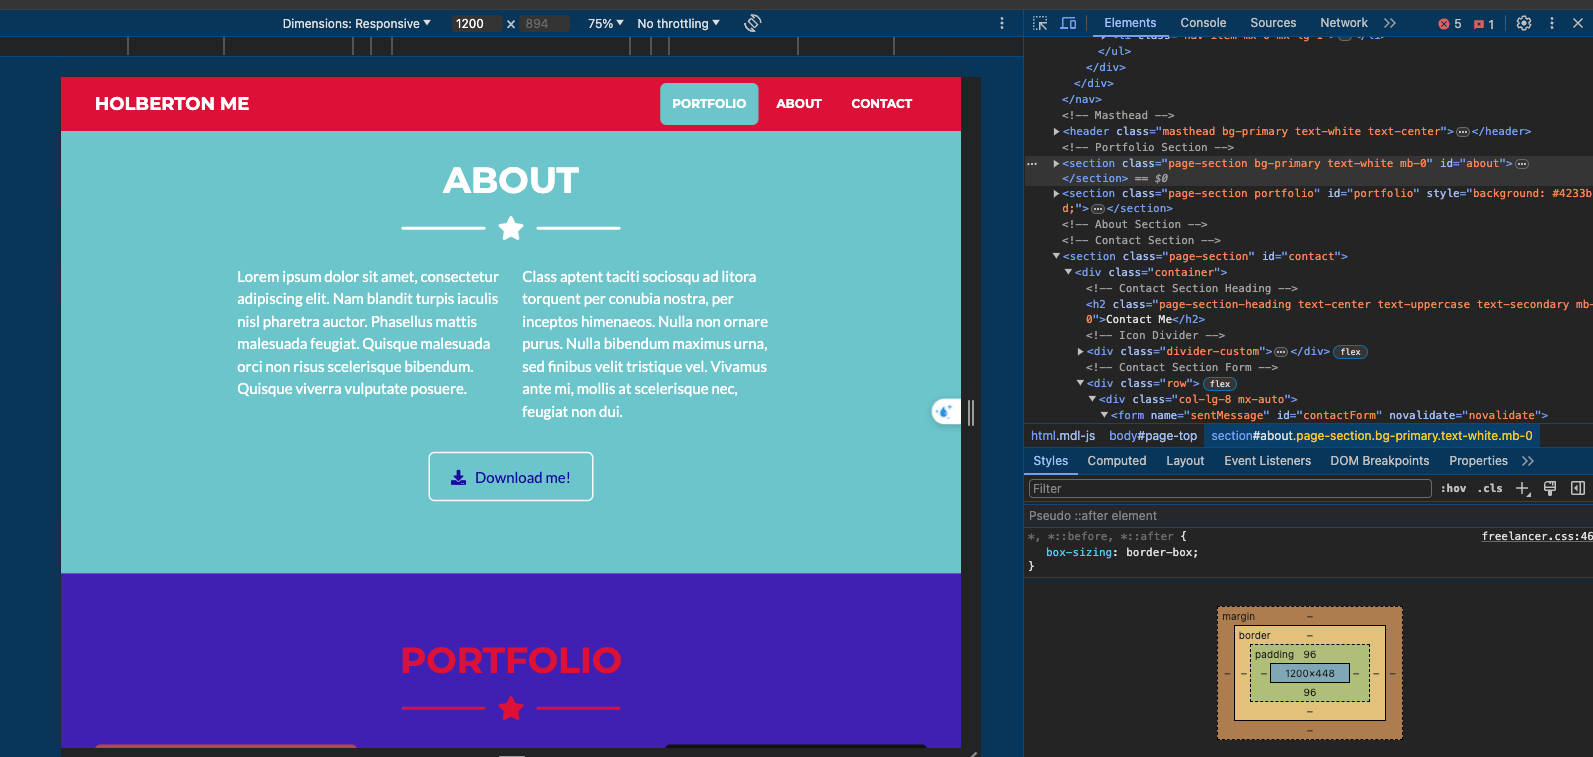 Dimensions: Responsive ▼ 1200 x 894 75% ▼ No throttling ▼
Elements Console Sources Network » 5 1
HOLBERTON ME
PORTFOLIO ABOUT CONTACT
ABOUT
Lorem ipsum dolor sit amet, consectetur
adipiscing elit. Nam blandit turpis iaculis
nisl pharetra auctor. Phasellus mattis
malesuada feugiat. Quisque malesuada
orci non risus scelerisque bibendum.
Quisque viverra vulputate posuere.
Class aptent taciti sociosqu ad litora
torquent per conubia nostra, per
inceptos himenaeos. Nulla non ornare
purus. Nulla bibendum maximus urna,
sed finibus velit tristique vel. Vivamus
ante mi, mollis at scelerisque nec,
feugiat non dui.
Download me!
PORTFOLIO
</ul>
</div>
</div>
</nav>
<!-- Masthead -->
<header class="masthead bg-primary text-white text-center">…</header>
<!-- Portfolio Section -->
<section class="page-section bg-primary text-white mb-0" id="about">…
</section> == $0
<section class="page-section portfolio" id="portfolio" style="background: #4233b
d;">…</section>
<!-- About Section -->
<!-- Contact Section -->
<section class="page-section" id="contact">
<div class="container">
<!-- Contact Section Heading -->
<h2 class="page-section-heading text-center text-uppercase text-secondary mb-
0">Contact Me</h2>
<!-- Icon Divider -->
<div class="divider-custom">…</div> flex
<!-- Contact Section Form -->
<div class="row"> flex
<div class="col-lg-8 mx-auto">
<form name="sentMessage" id="contactForm" novalidate="novalidate">
html.mdl-js body#page-top section#about.page-section.bg-primary.text-white.mb-0
Styles Computed Layout Event Listeners DOM Breakpoints Properties »
Filter :hov .cls
Pseudo ::after element
*, *::before, *::after { freelancer.css:46
box-sizing: border-box;
}
margin –
border –
padding 96
– – – 1200×448 – – –
96
–
–